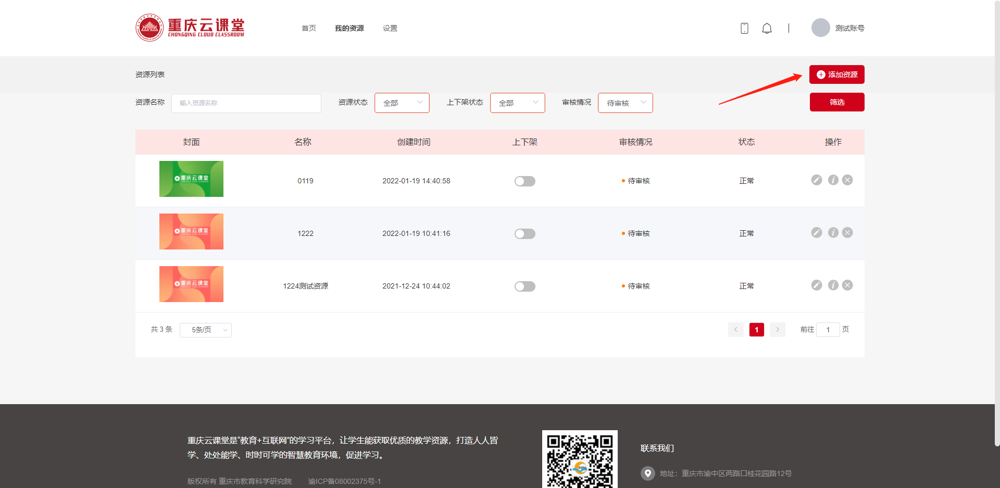 重庆云课堂
CHONGQING CLOUD CLASSROOM
首页 我的资源 设置
测试账号
资源列表
添加资源
资源名称 输入资源名称 资源状态 全部 上下架状态 全部 审核情况 待审核 筛选
封面 名称 创建时间 上下架 审核情况 状态 操作
重庆云课堂
0119 2022-01-19 14:40:58 待审核 正常
重庆云课堂
1222 2022-01-19 10:41:16 待审核 正常
重庆云课堂
1224测试资源 2021-12-24 10:44:02 待审核 正常
共 3 条 5条/页 1 前往 1 页
重庆云课堂是“教育+互联网”的学习平台，让学生能获取优质的教学资源，打造人人皆
学、处处能学、时时可学的智慧教育环境，促进学习。
版权所有 重庆市教育科学研究院 渝ICP备08002375号-1
联系我们
地址：重庆市渝中区两路口桂花园路12号